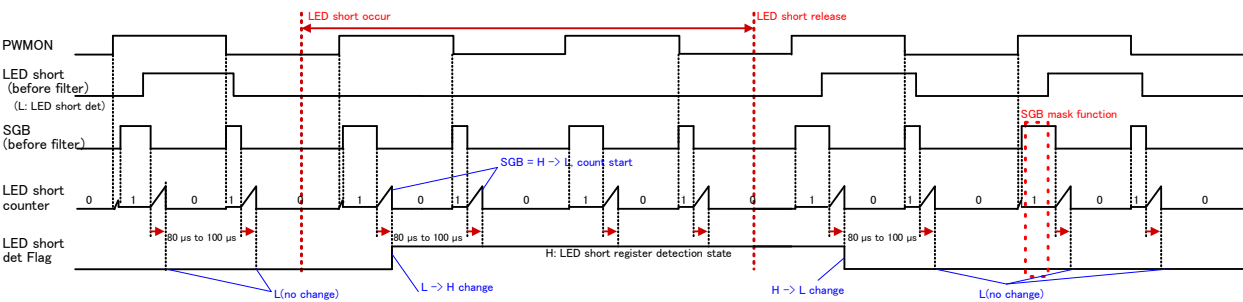 LED short occur
LED short release
PWMON
LED short
(before filter)
(L: LED short det)
SGB mask function
SGB
(before filter)
SGB = H -> L count start
LED short
counter
0 1 0 1 0 1 0 1 0 1 0 1 0 1 0 1 0 1 0 1 0
80 μs to 100 μs
80 μs to 100 μs
80 μs to 100 μs
LED short
det Flag
H: LED short register detection state
L(no change)
L -> H change
H -> L change
L(no change)